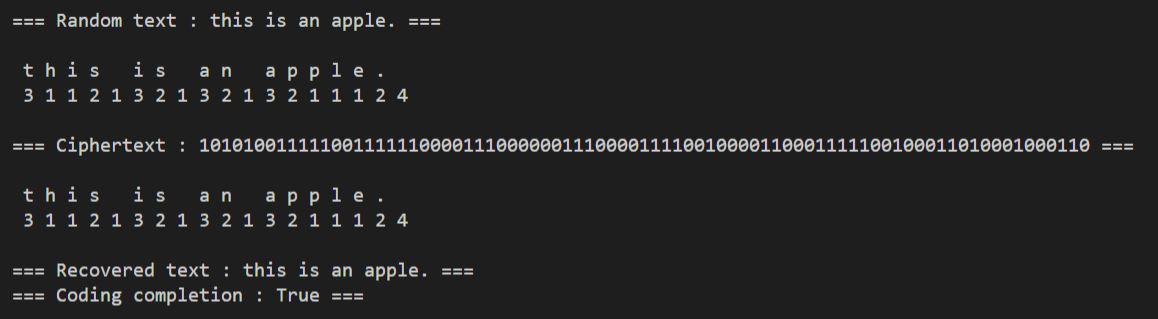 === Random text : this is an apple. ===
t h i s   i s   a n   a p p l e .
3 1 1 2 1 3 2 1 3 2 1 3 2 1 1 1 2 4
=== Ciphertext : 101010011111001111110000111000000111000011110010000110001111100100011010001000110 ===
t h i s   i s   a n   a p p l e .
3 1 1 2 1 3 2 1 3 2 1 3 2 1 1 1 2 4
=== Recovered text : this is an apple. ===
=== Coding completion : True ===